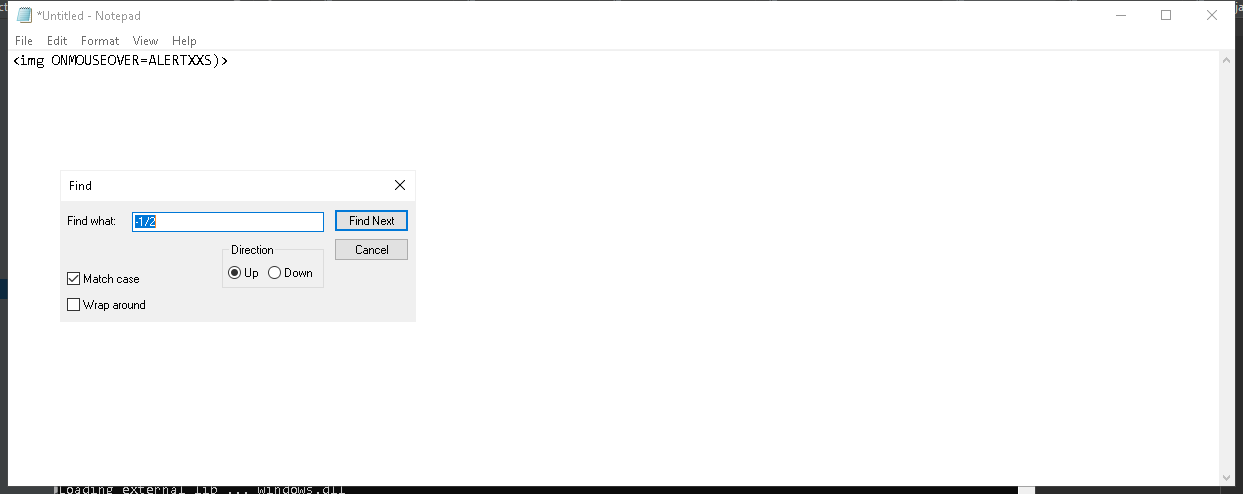 *Untitled - Notepad
File Edit Format View Help
<img ONMOUSEOVER=ALERTXXS)>
Find
Find what: -1/2 Find Next
Direction Cancel
Up Down
Match case
Wrap around
Loading external lib ... windows.dll